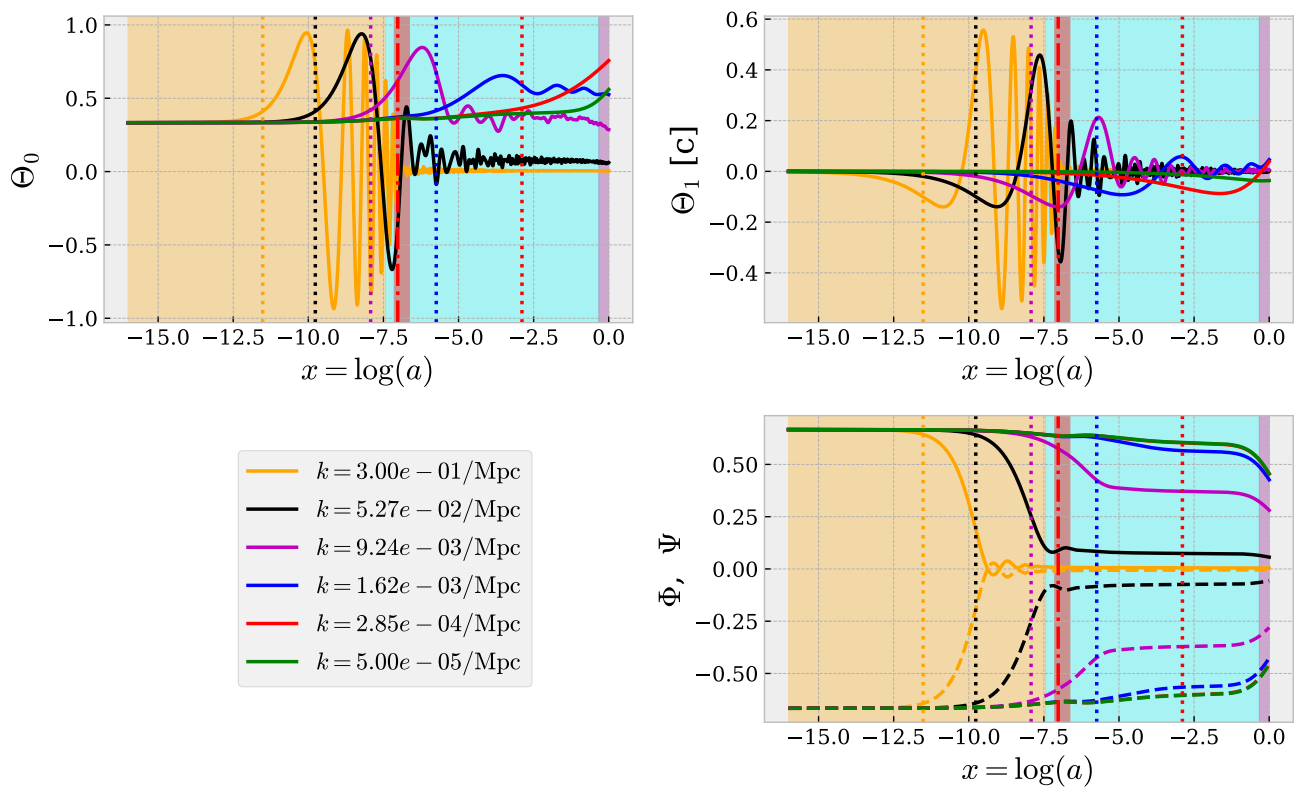 1.0
0.5
0.0
−0.5
−1.0
Θ₀
−15.0 −12.5 −10.0 −7.5 −5.0 −2.5 0.0
x = log(a)
0.6
0.4
0.2
0.0
−0.2
−0.4
Θ₁ [c]
−15.0 −12.5 −10.0 −7.5 −5.0 −2.5 0.0
x = log(a)
k = 3.00e − 01/Mpc
k = 5.27e − 02/Mpc
k = 9.24e − 03/Mpc
k = 1.62e − 03/Mpc
k = 2.85e − 04/Mpc
k = 5.00e − 05/Mpc
0.50
0.25
0.00
−0.25
−0.50
Φ, Ψ
−15.0 −12.5 −10.0 −7.5 −5.0 −2.5 0.0
x = log(a)